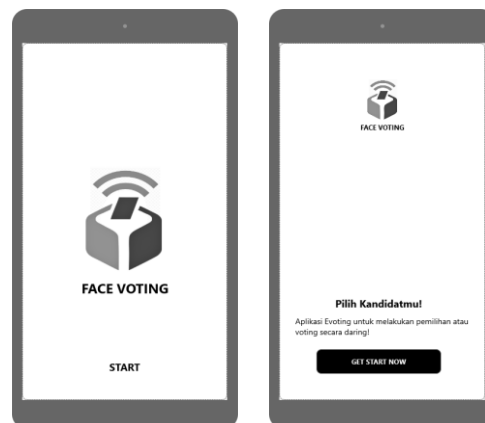 FACE VOTING
START
FACE VOTING
Pilih Kandidatmu!
Aplikasi Evoting untuk melakukan pemilihan atau
voting secara daring!
GET START NOW